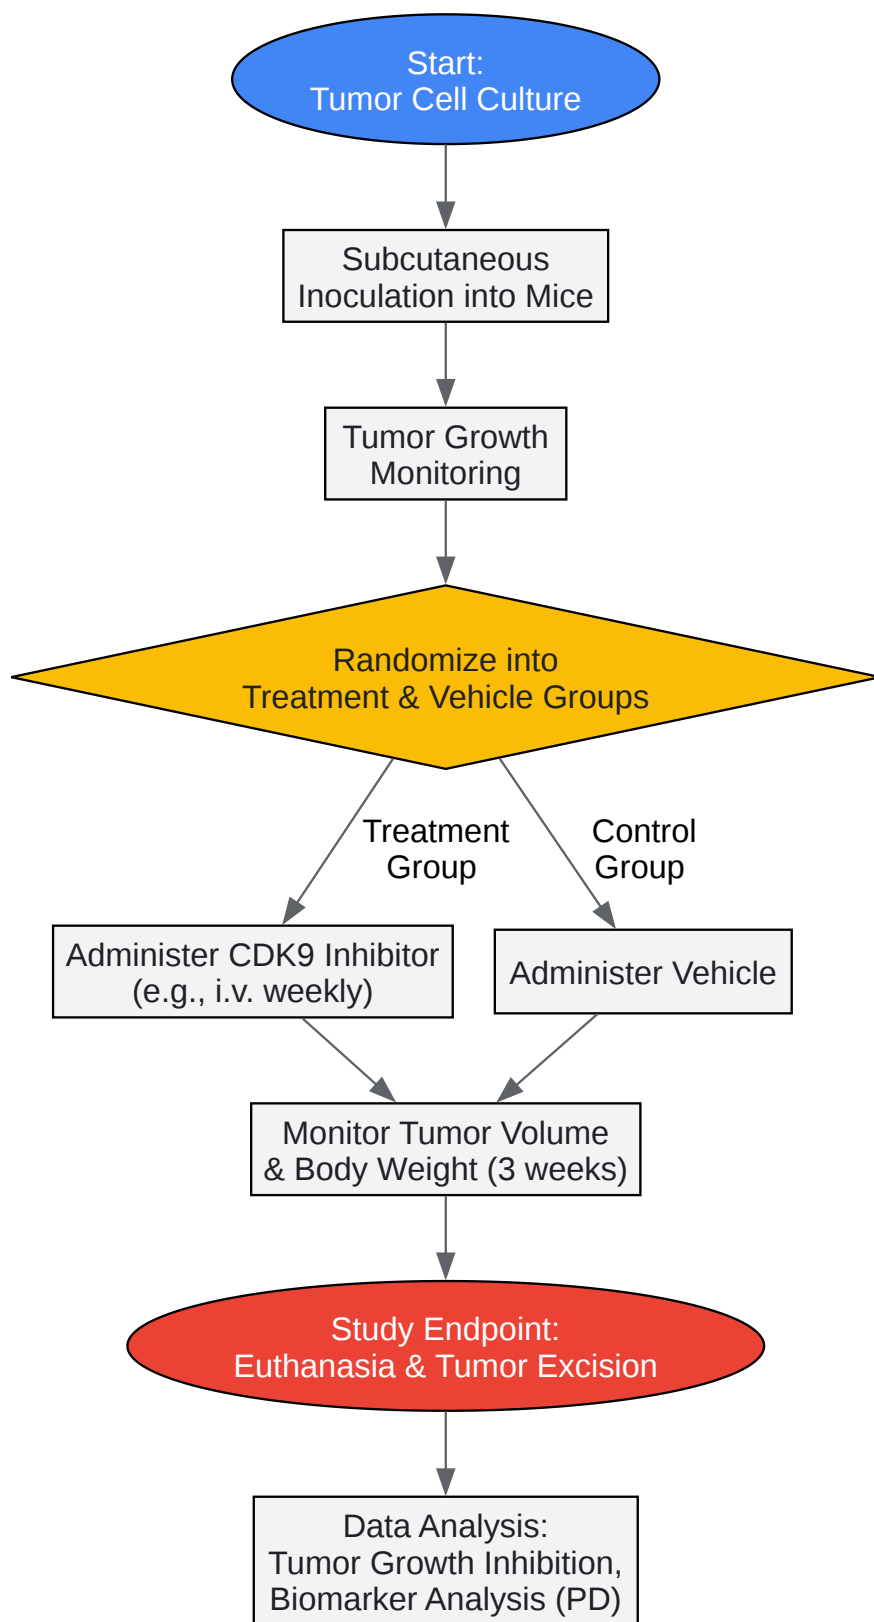 Start:
Tumor Cell Culture
Subcutaneous
Inoculation into Mice
Tumor Growth
Monitoring
Randomize into
Treatment & Vehicle Groups
Treatment
Group
Control
Group
Administer CDK9 Inhibitor
(e.g., i.v. weekly)
Administer Vehicle
Monitor Tumor Volume
& Body Weight (3 weeks)
Study Endpoint:
Euthanasia & Tumor Excision
Data Analysis:
Tumor Growth Inhibition,
Biomarker Analysis (PD)